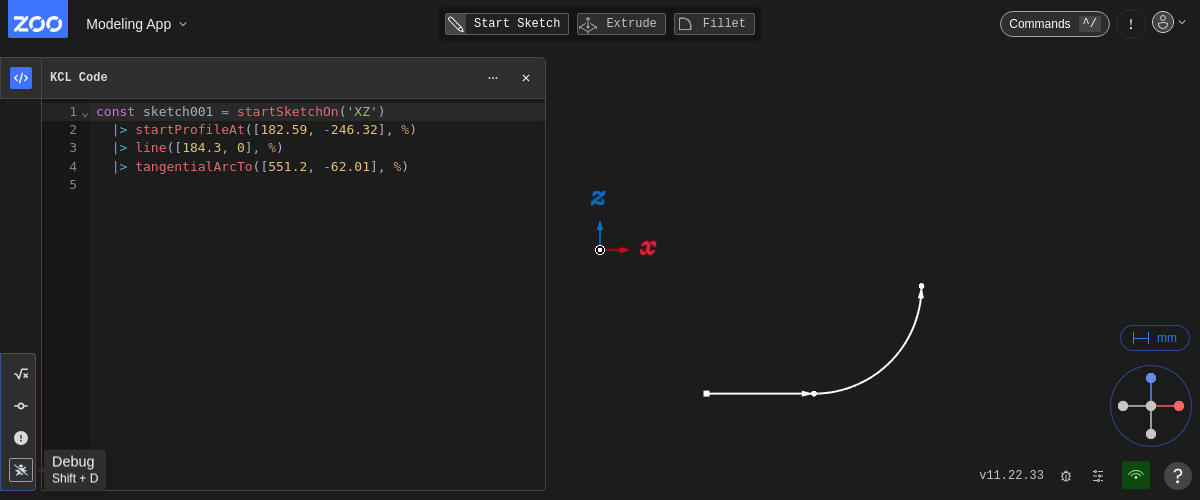 ZOO
Modeling App
Start Sketch
Extrude
Fillet
Commands ^/
!
KCL Code
1 const sketch001 = startSketchOn('XZ')
2 |> startProfileAt([182.59, -246.32], %)
3 |> line([184.3, 0], %)
4 |> tangentialArcTo([551.2, -62.01], %)
5
z
x
mm
Debug
Shift + D
v11.22.33
?